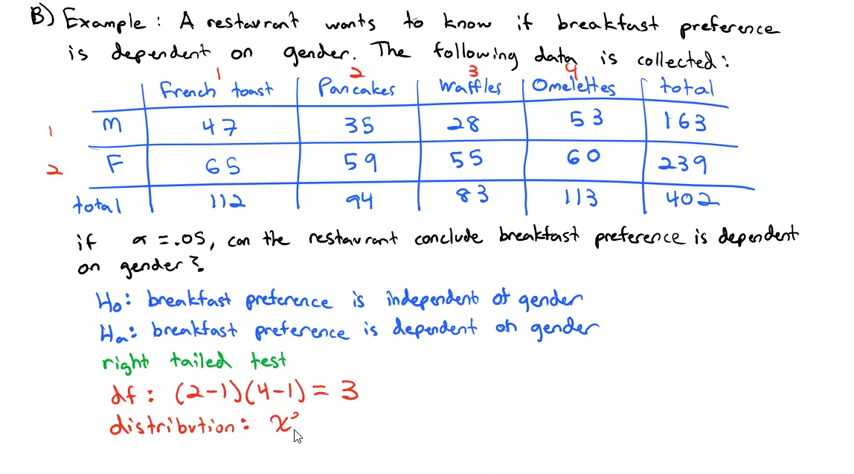 B) Example: A restaurant wants to know if breakfast preference
is dependent on gender. The following data is collected:
1 2 3 4
French toast Pancakes Waffles Omelettes total
1 M 47 35 28 53 163
2 F 65 59 55 60 239
total 112 94 83 113 402
if α = .05, can the restaurant conclude breakfast preference is dependent
on gender?
H₀: breakfast preference is independent of gender
Hₐ: breakfast preference is dependent on gender
right tailed test
df: (2-1)(4-1) = 3
distribution: χ²